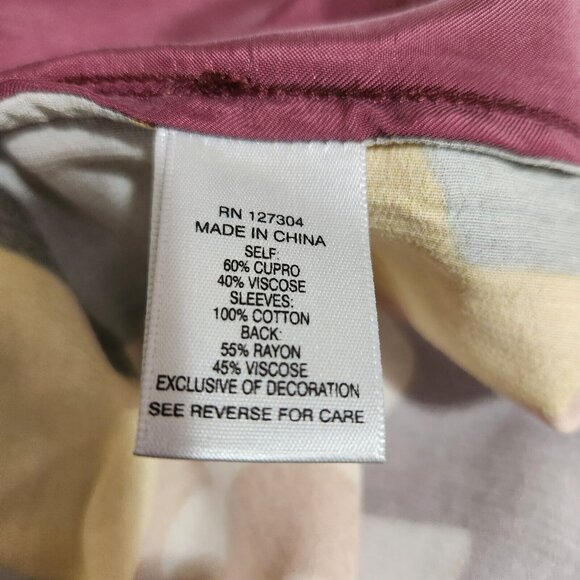 RN 127304
MADE IN CHINA
SELF:
60% CUPRO
40% VISCOSE
SLEEVES:
100% COTTON
BACK:
55% RAYON
45% VISCOSE
EXCLUSIVE OF DECORATION
SEE REVERSE FOR CARE